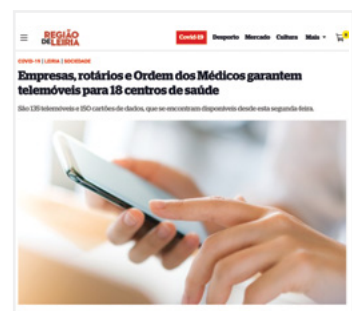 REGIÃO
DE LEIRIA
Covid-19 Desporto Mercado Cultura Mais
COVID-19 | LEIRIA | SOCIEDADE
Empresas, rotários e Ordem dos Médicos garantem
telemóveis para 18 centros de saúde
São 135 telemóveis e 150 cartões de dados, que se encontram disponíveis desde esta segunda-feira.